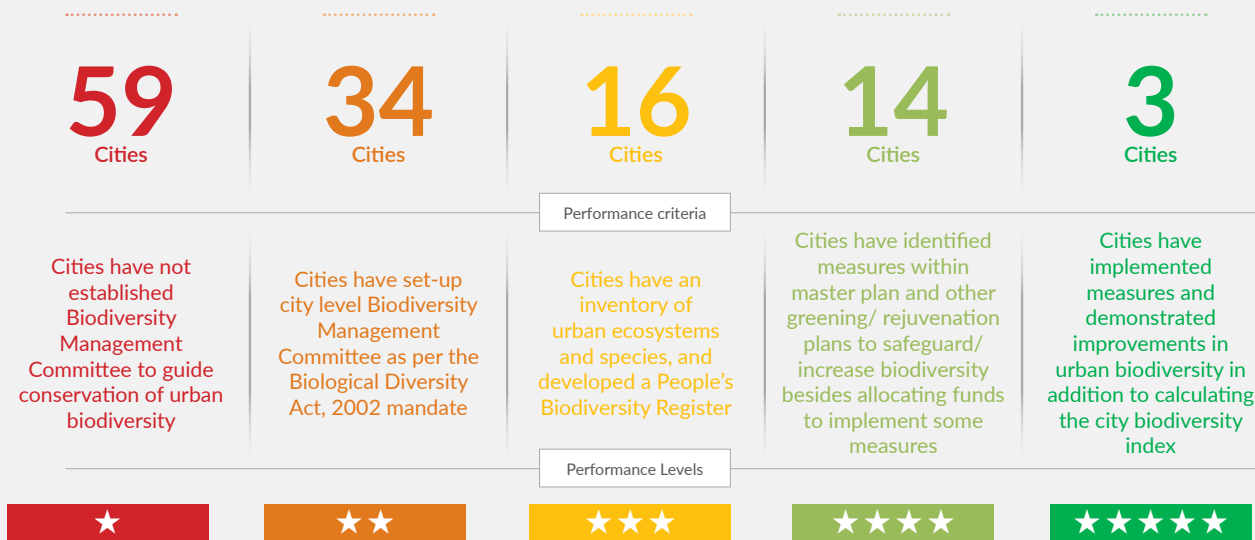 59
Cities
34
Cities
16
Cities
14
Cities
3
Cities
Performance criteria
Cities have not
established
Biodiversity
Management
Committee to guide
conservation of urban
biodiversity
Cities have set-up
city level Biodiversity
Management
Committee as per the
Biological Diversity
Act, 2002 mandate
Cities have an
inventory of
urban ecosystems
and species, and
developed a People’s
Biodiversity Register
Cities have identified
measures within
master plan and other
greening/ rejuvenation
plans to safeguard/
increase biodiversity
besides allocating funds
to implement some
measures
Cities have
implemented
measures and
demonstrated
improvements in
urban biodiversity in
addition to calculating
the city biodiversity
index
Performance Levels